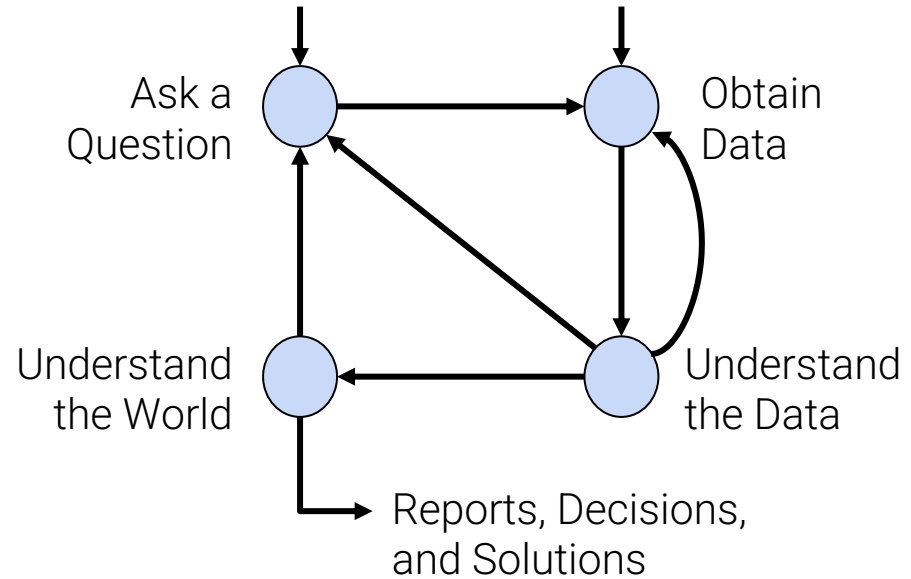 Ask a
Question
Obtain
Data
Understand
the World
Understand
the Data
Reports, Decisions,
and Solutions